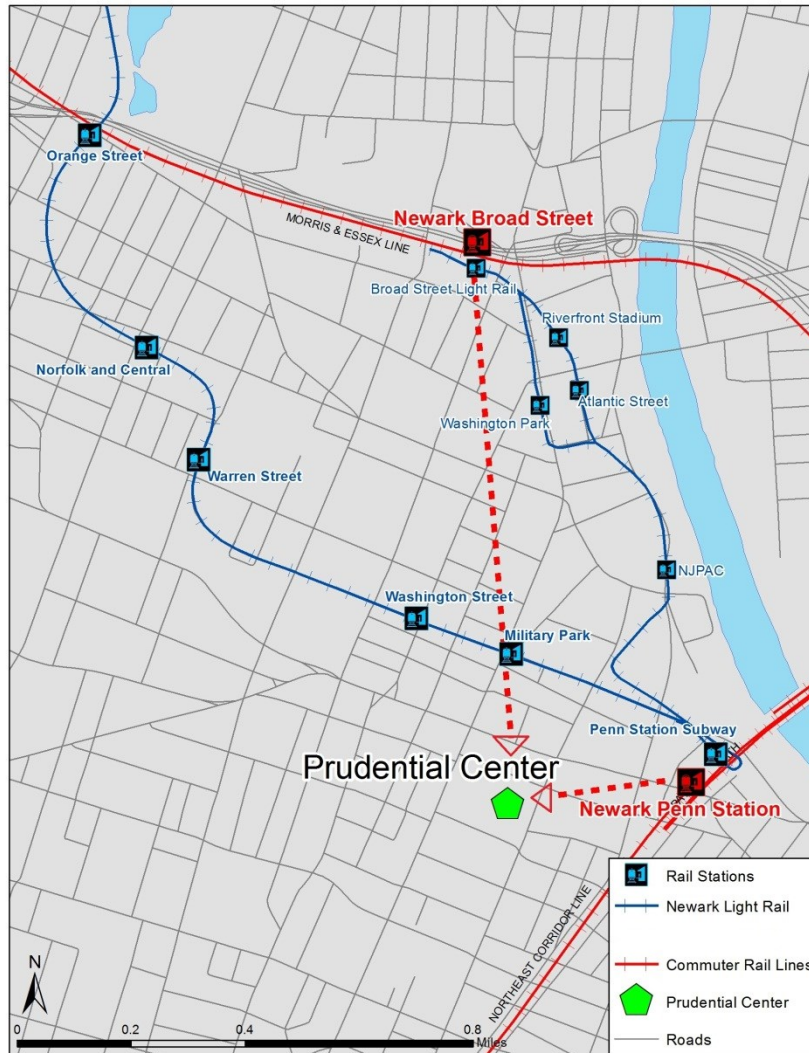 Orange Street
Newark Broad Street
MORRIS & ESSEX LINE
Broad Street Light Rail
Riverfront Stadium
Norfolk and Central
Atlantic Street
Washington Park
Warren Street
NJPAC
Washington Street
Military Park
Penn Station Subway
Prudential Center
Newark Penn Station
NORTHEAST CORRIDOR LINE
Rail Stations
Newark Light Rail
Commuter Rail Lines
Prudential Center
Roads
N
0 0.2 0.4 0.8
Miles